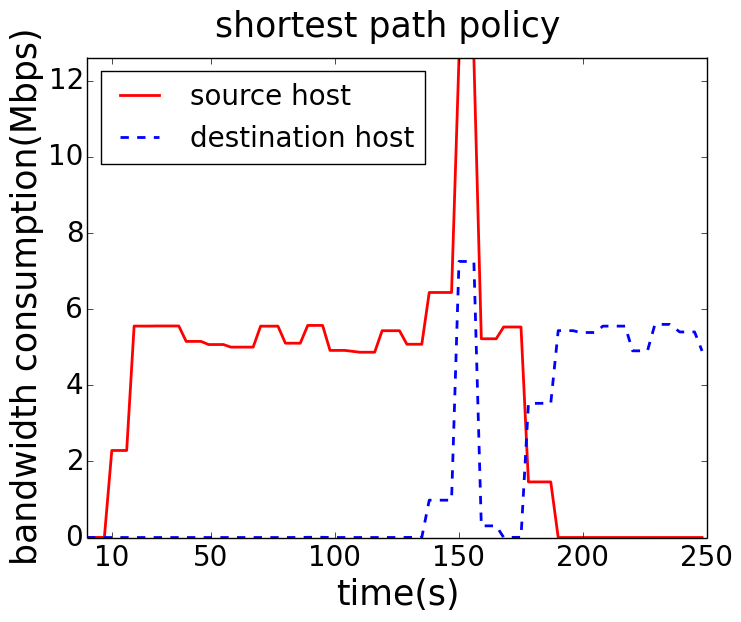 shortest path policy
bandwidth consumption(Mbps)
12
10
8
6
4
2
0
source host
destination host
10 50 100 150 200 250
time(s)